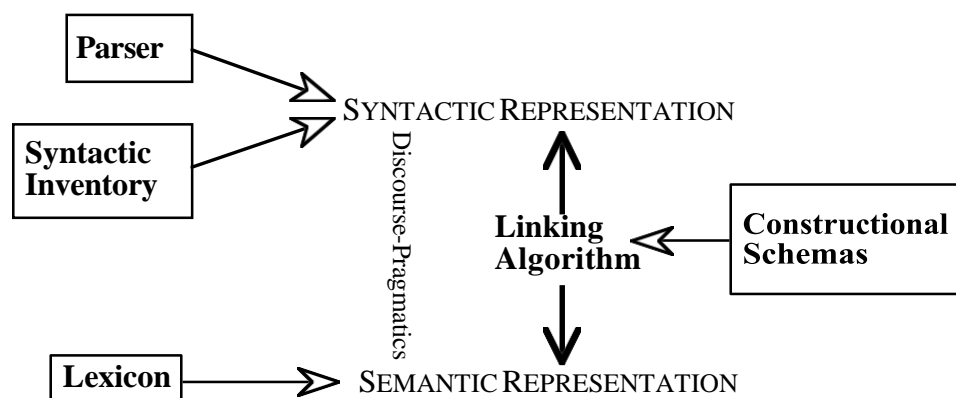 Parser
SYNTACTIC REPRESENTATION
Syntactic
Inventory
Discourse-Pragmatics
Linking
Algorithm
Constructional
Schemas
Lexicon
SEMANTIC REPRESENTATION